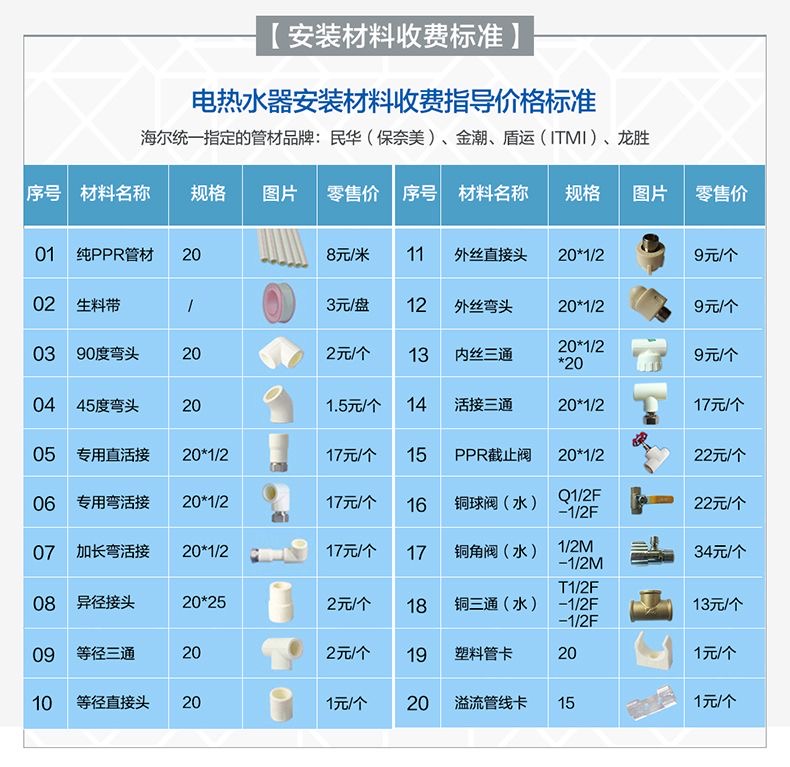 【安装材料收费标准】
电热水器安装材料收费指导价格标准
海尔统一指定的管材品牌：民华（保奈美）、金潮、盾运（ITMI）、龙胜
序号 材料名称 规格 图片 零售价 序号 材料名称 规格 图片 零售价
01 纯PPR管材 20 8元/米 11 外丝直接头 20*1/2 9元/个
02 生料带 / 3元/盘 12 外丝弯头 20*1/2 9元/个
03 90度弯头 20 2元/个 13 内丝三通 20*1/2 9元/个
*20
04 45度弯头 20 1.5元/个 14 活接三通 20*1/2 17元/个
05 专用直活接 20*1/2 17元/个 15 PPR截止阀 20*1/2 22元/个
06 专用弯活接 20*1/2 17元/个 16 铜球阀（水） Q1/2F 22元/个
-1/2F
07 加长弯活接 20*1/2 17元/个 17 铜角阀（水） 1/2M 34元/个
-1/2M
08 异径接头 20*25 2元/个 18 铜三通（水） T1/2F 13元/个
-1/2F
-1/2F
09 等径三通 20 2元/个 19 塑料管卡 20 1元/个
10 等径直接头 20 1元/个 20 溢流管线卡 15 1元/个